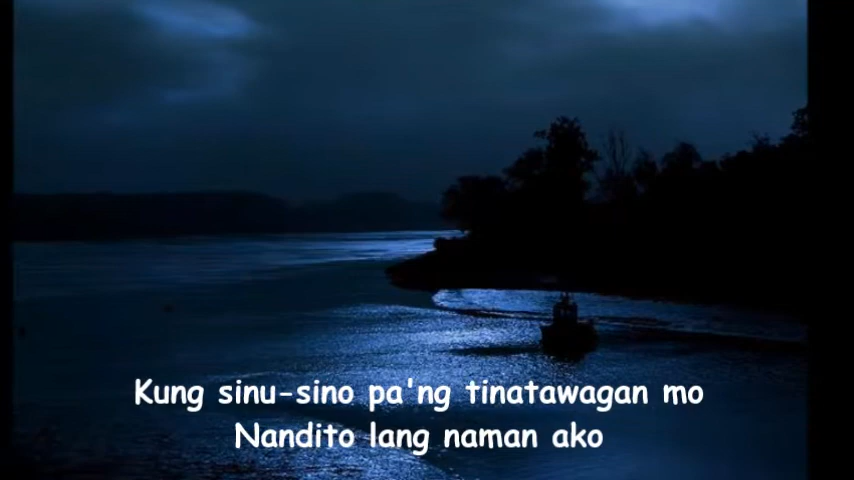 Kung sinu-sino pa'ng tinatawagan mo
Nandito lang naman ako